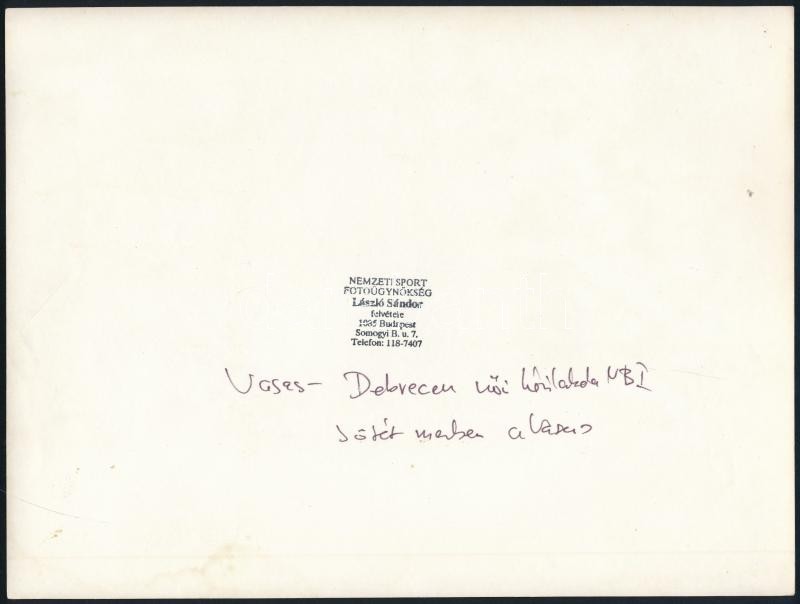 NEMZETI SPORT
FOTOÜGYNÖKSÉG
László Sándor
felvétele
1085 Budapest
Somogyi B. u. 7.
Telefon: 118-7407
Vasas - Debrecen női kézilabda NB I
sötét mezben a Vasas